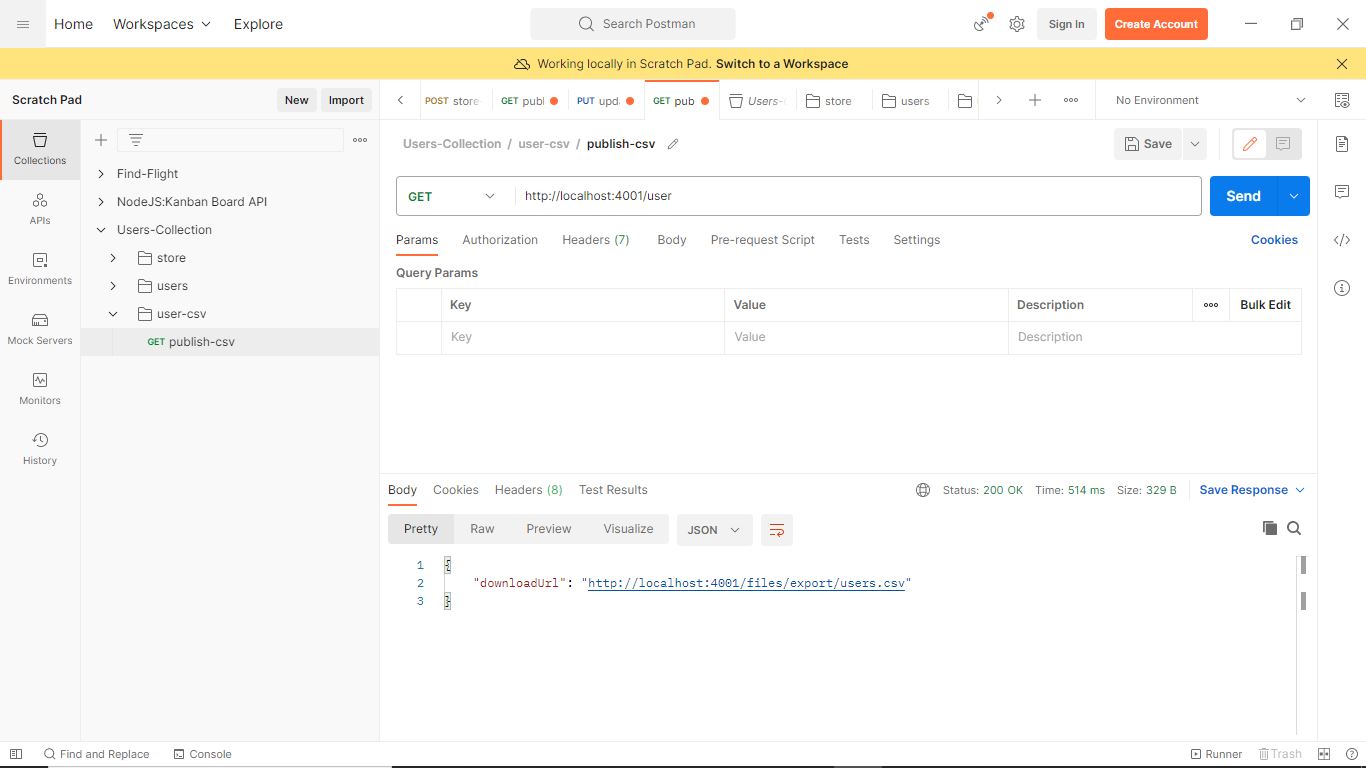 Home Workspaces Explore Search Postman Sign In Create Account
Working locally in Scratch Pad. Switch to a Workspace
Scratch Pad New Import
POST store GET publ PUT upd GET pub Users- store users No Environment
Collections
APIs
Environments
Mock Servers
Monitors
History
Find-Flight
NodeJS:Kanban Board API
Users-Collection
store
users
user-csv
GET publish-csv
Users-Collection / user-csv / publish-csv Save
GET http://localhost:4001/user Send
Params Authorization Headers (7) Body Pre-request Script Tests Settings Cookies
Query Params
Key Value Description Bulk Edit
Key Value Description
Body Cookies Headers (8) Test Results Status: 200 OK Time: 514 ms Size: 329 B Save Response
Pretty Raw Preview Visualize JSON
1 {
2 "downloadUrl": "http://localhost:4001/files/export/users.csv"
3 }
Find and Replace Console Runner Trash